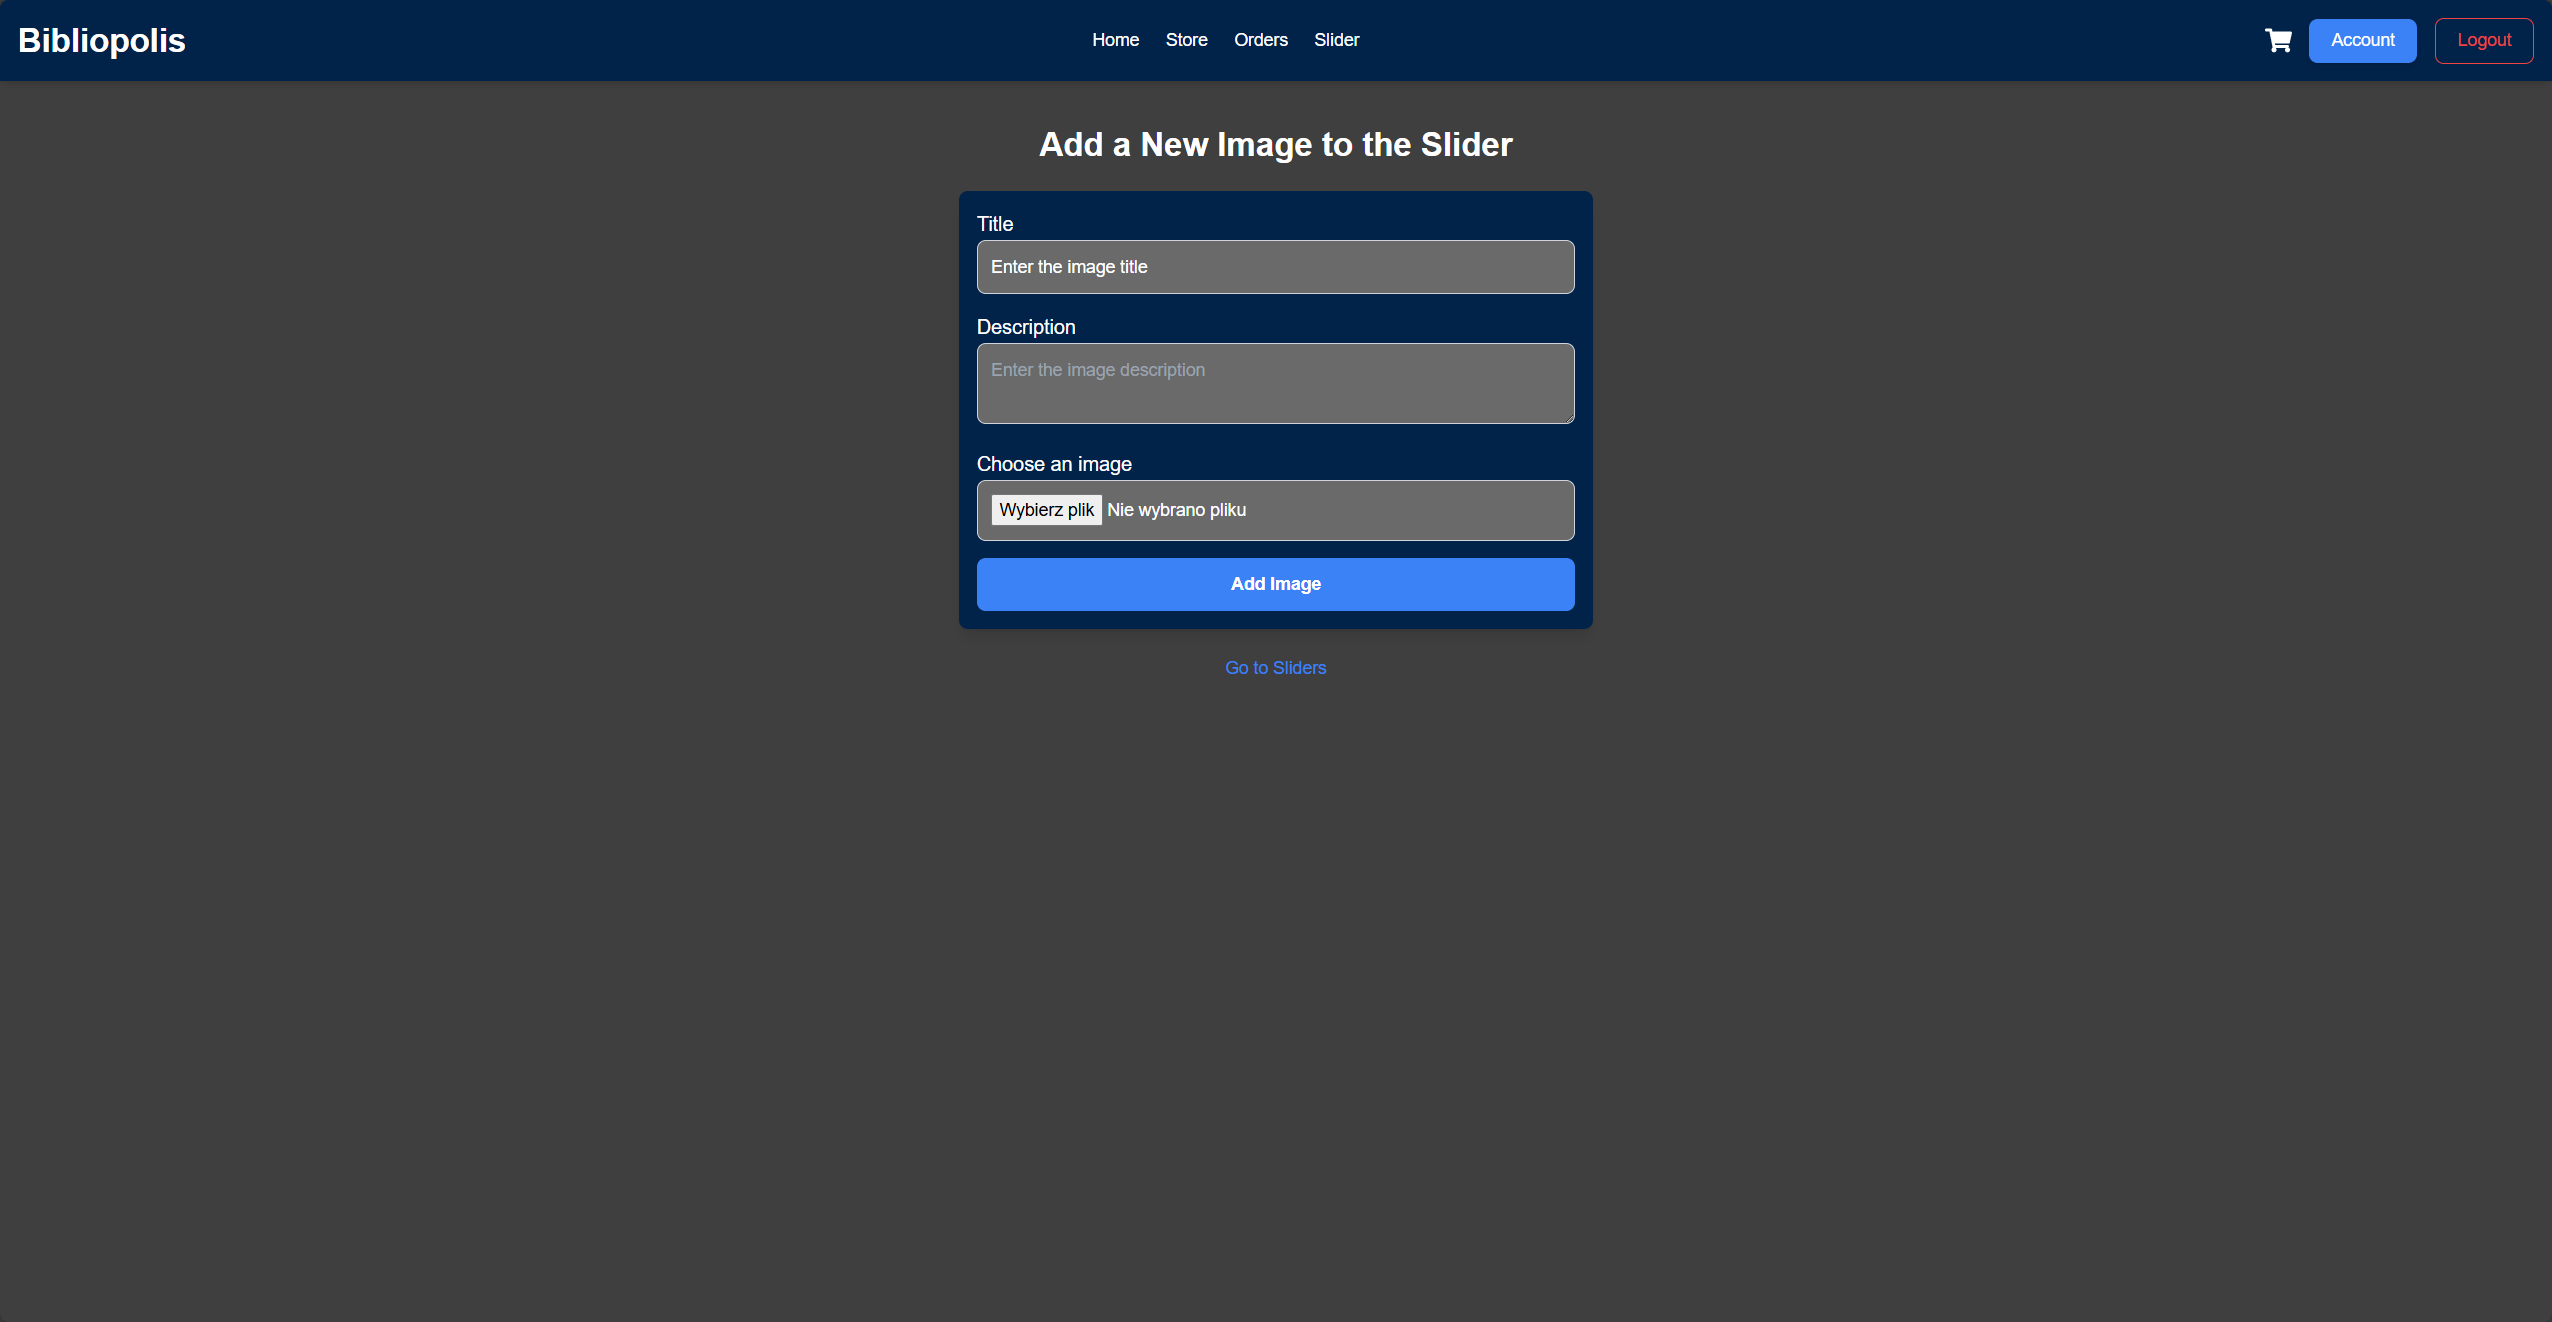 Bibliopolis
Home Store Orders Slider
Account
Logout
Add a New Image to the Slider
Title
Enter the image title
Description
Enter the image description
Choose an image
Wybierz plik Nie wybrano pliku
Add Image
Go to Sliders